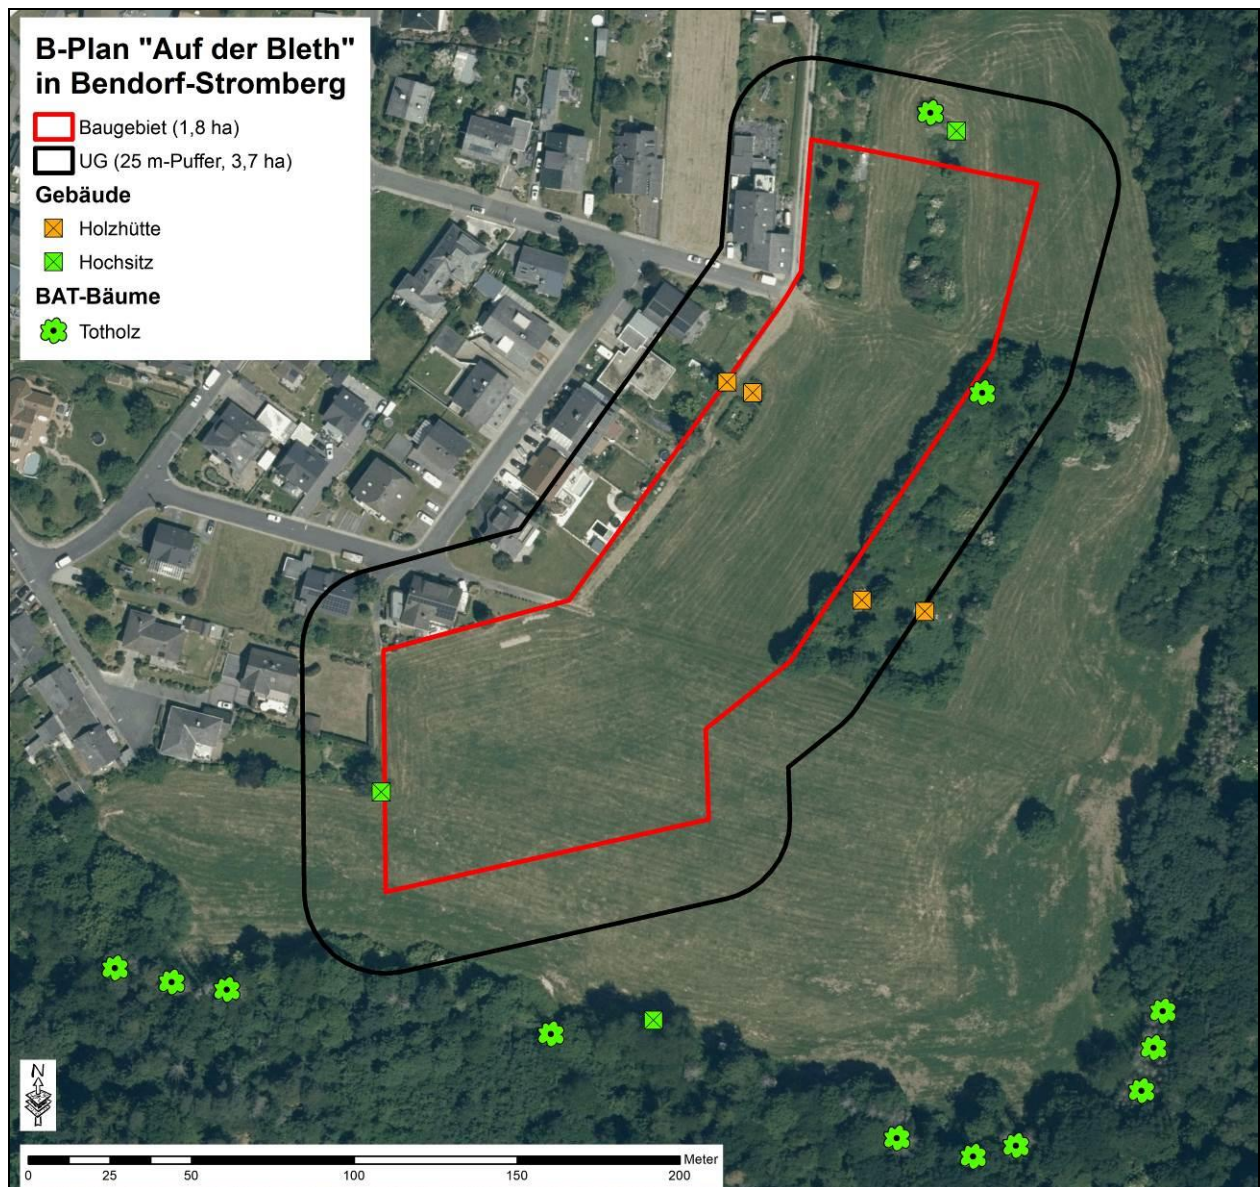 B-Plan "Auf der Bleth"
in Bendorf-Stromberg
Baugebiet (1,8 ha)
UG (25 m-Puffer, 3,7 ha)
Gebäude
Holzhütte
Hochsitz
BAT-Bäume
Totholz
N
Meter
0 25 50 100 150 200